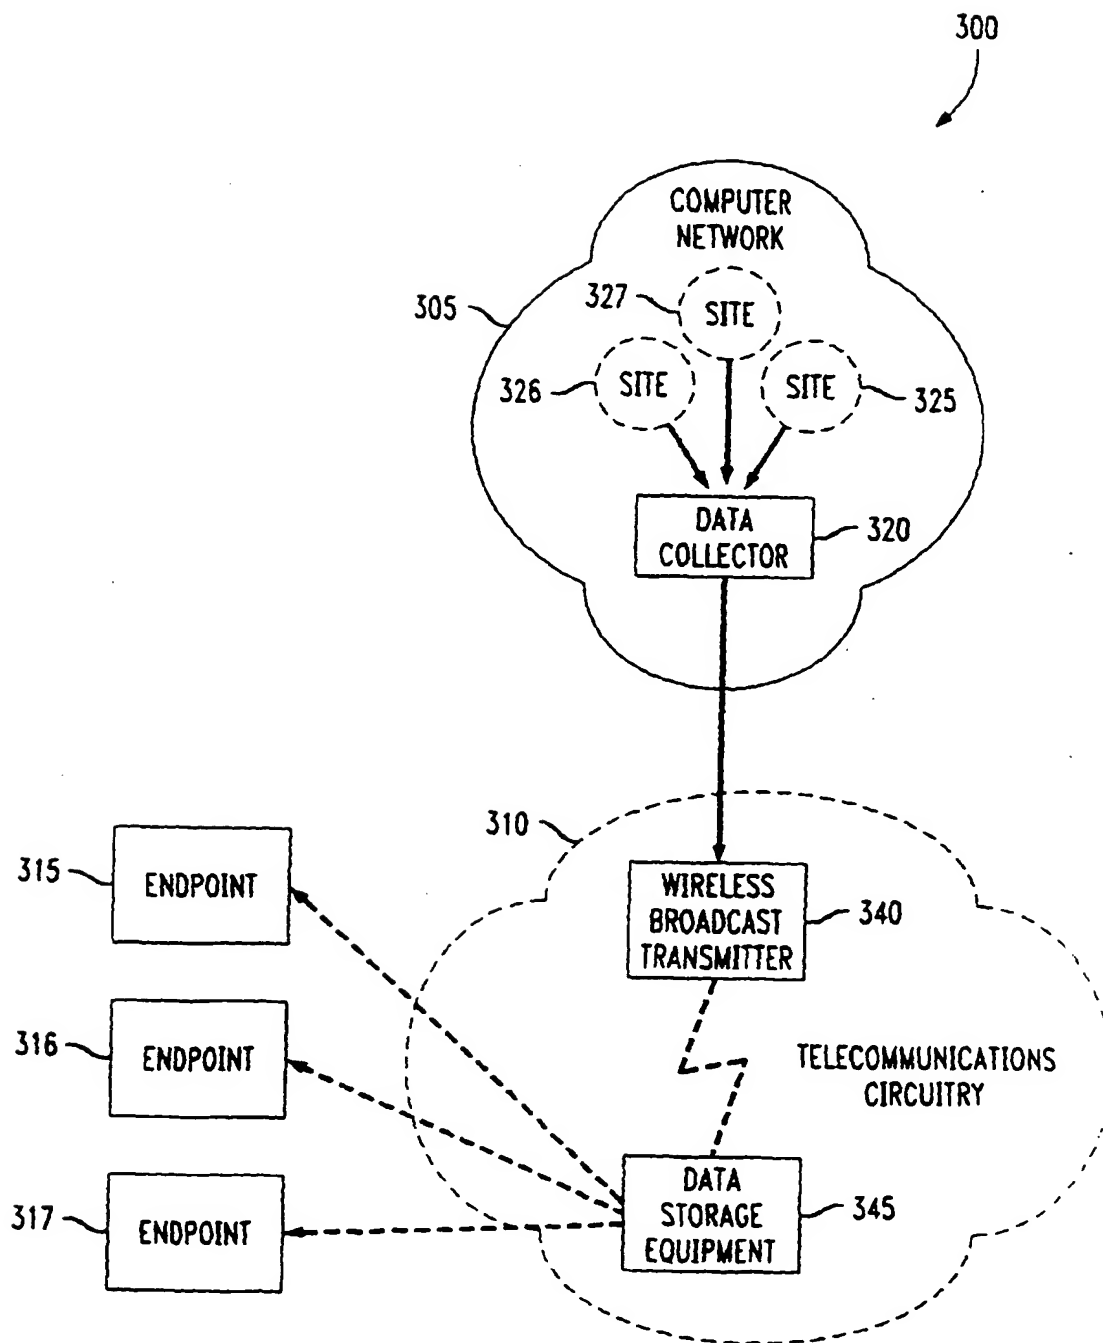 300
COMPUTER
NETWORK
305
327
SITE
326
SITE
SITE
325
DATA
COLLECTOR
320
310
315
ENDPOINT
WIRELESS
BROADCAST
TRANSMITTER
340
316
ENDPOINT
TELECOMMUNICATIONS
CIRCUITRY
317
ENDPOINT
DATA
STORAGE
EQUIPMENT
345